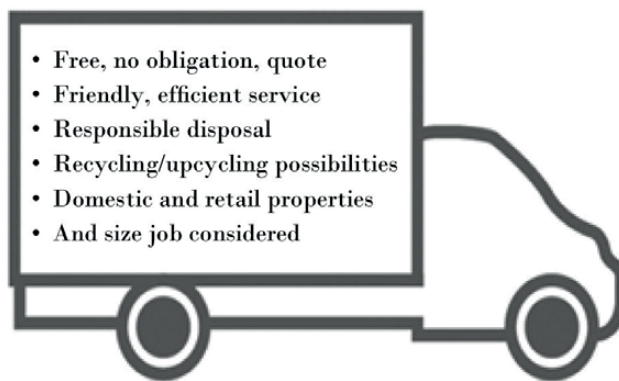 • Free, no obligation, quote
• Friendly, efficient service
• Responsible disposal
• Recycling/upcycling possibilities
• Domestic and retail properties
• And size job considered